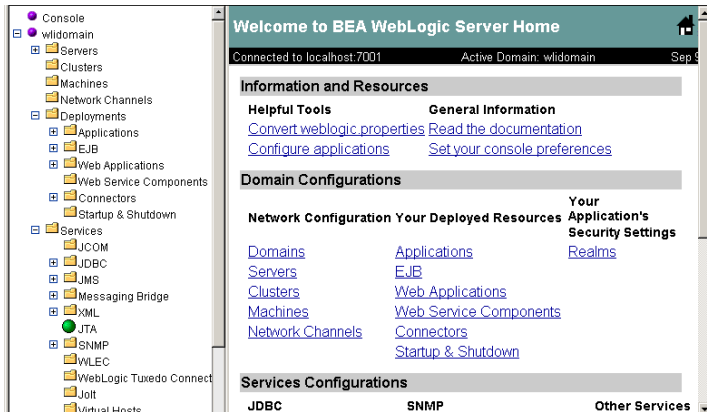 Console
wlidomain
Servers
Clusters
Machines
Network Channels
Deployments
Applications
EJB
Web Applications
Web Service Components
Connectors
Startup & Shutdown
Services
JCOM
JDBC
JMS
Messaging Bridge
XML
JTA
SNMP
WLEC
WebLogic Tuxedo Connect
Jolt
Virtual Hosts
Welcome to BEA WebLogic Server Home
Connected to localhost:7001 Active Domain: wlidomain Sep 9
Information and Resources
Helpful Tools General Information
Convert weblogic.properties Read the documentation
Configure applications Set your console preferences
Domain Configurations
Network Configuration Your Deployed Resources Your Application's Security Settings
Domains Applications Realms
Servers EJB
Clusters Web Applications
Machines Web Service Components
Network Channels Connectors
Startup & Shutdown
Services Configurations
JDBC SNMP Other Services